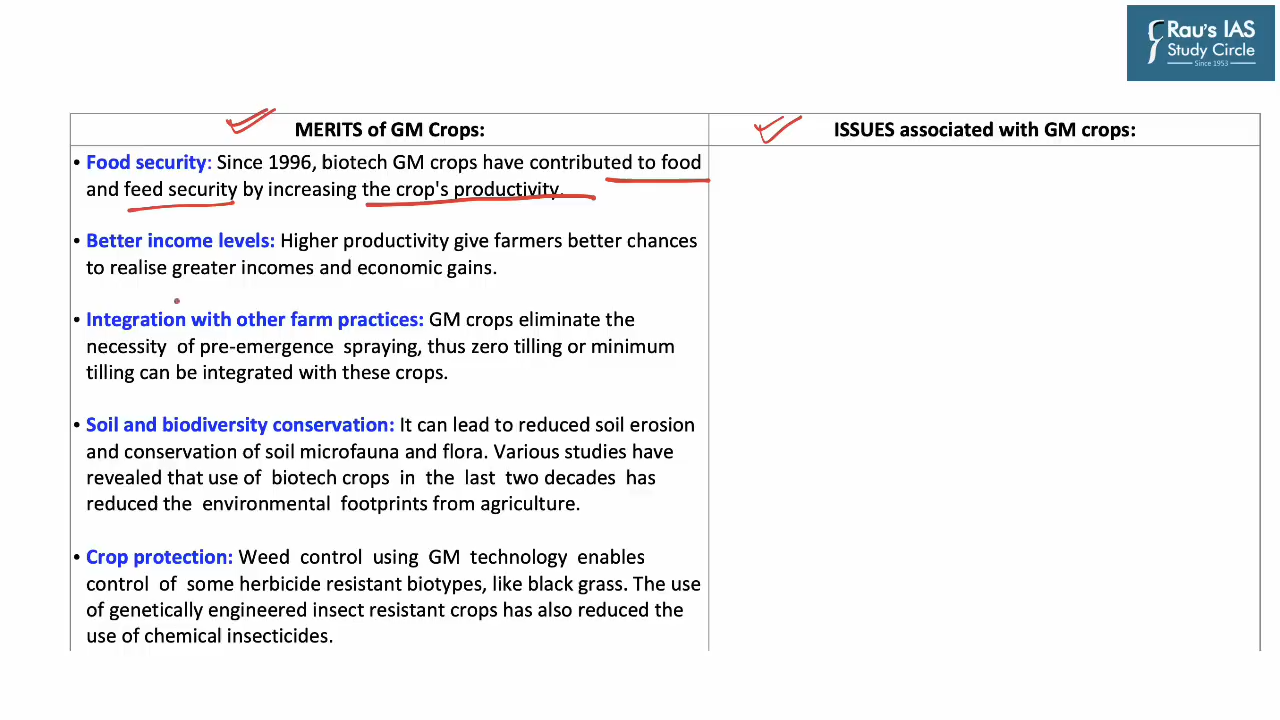 Rau's IAS
Study Circle
Since 1953
MERITS of GM Crops:
ISSUES associated with GM crops:
• Food security: Since 1996, biotech GM crops have contributed to food
and feed security by increasing the crop's productivity.
• Better income levels: Higher productivity give farmers better chances
to realise greater incomes and economic gains.
• Integration with other farm practices: GM crops eliminate the
necessity of pre-emergence spraying, thus zero tilling or minimum
tilling can be integrated with these crops.
• Soil and biodiversity conservation: It can lead to reduced soil erosion
and conservation of soil microfauna and flora. Various studies have
revealed that use of biotech crops in the last two decades has
reduced the environmental footprints from agriculture.
• Crop protection: Weed control using GM technology enables
control of some herbicide resistant biotypes, like black grass. The use
of genetically engineered insect resistant crops has also reduced the
use of chemical insecticides.